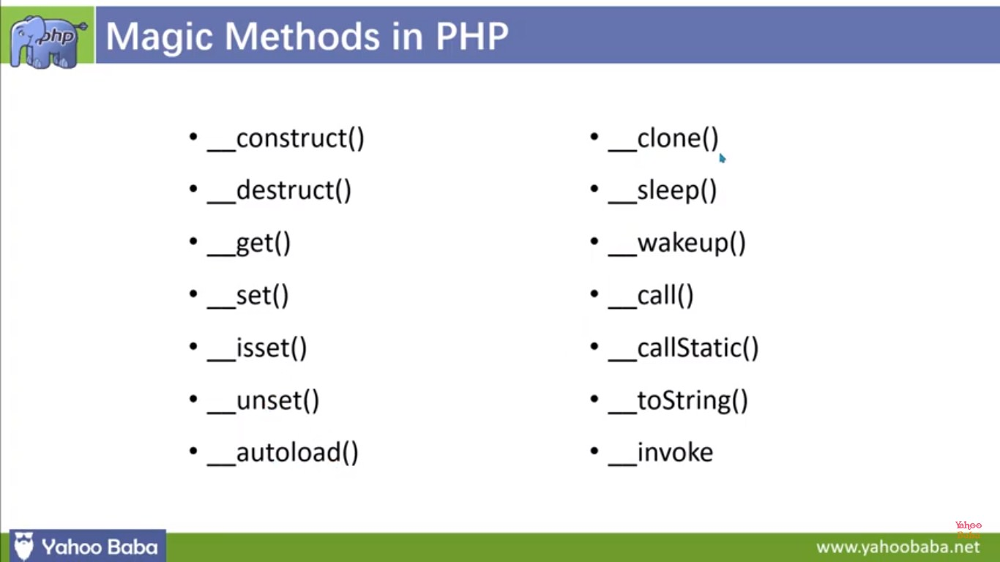 php
Magic Methods in PHP
• __construct()
• __destruct()
• __get()
• __set()
• __isset()
• __unset()
• __autoload()
• __clone()
• __sleep()
• __wakeup()
• __call()
• __callStatic()
• __toString()
• __invoke
Yahoo
Baba
Yahoo Baba
www.yahoobaba.net